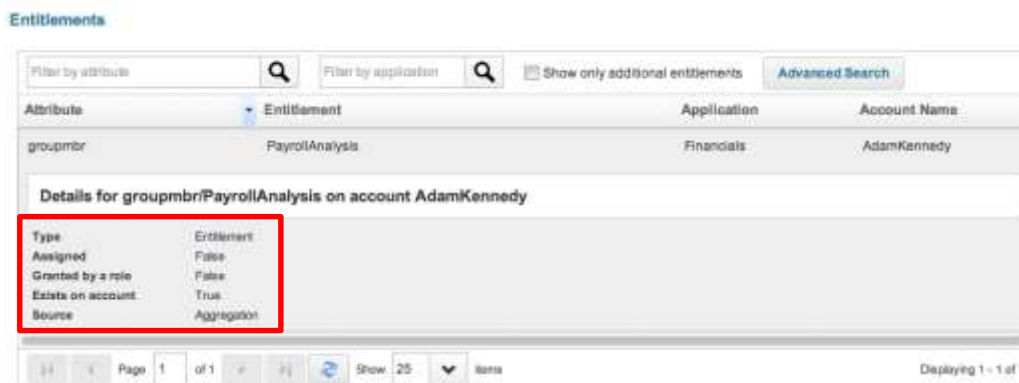 Entitlements
Filter by attribute Filter by application Show only additional entitlements Advanced Search
Attribute Entitlement Application Account Name
groupmbr PayrollAnalysis Financials AdamKennedy
Details for groupmbr/PayrollAnalysis on account AdamKennedy
Type Entitlement
Assigned False
Granted by a role False
Exists on account True
Source Aggregation
Page 1 of 1 Show 25 items Displaying 1 - 1 of